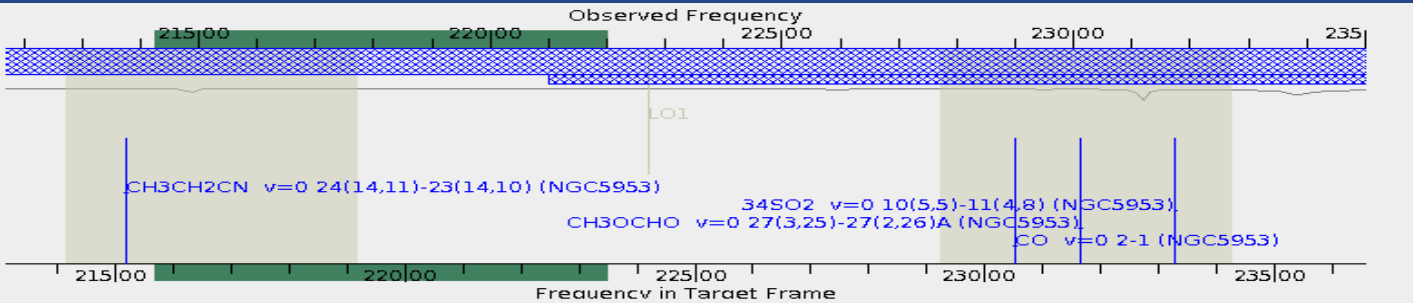 Observed Frequency
215|00 220|00 225|00 230|00 235|
LO1
CH3CH2CN v=0 24(14,11)-23(14,10) (NGC5953)
34SO2 v=0 10(5,5)-11(4,8) (NGC5953)
CH3OCHO v=0 27(3,25)-27(2,26)A (NGC5953)
CO v=0 2-1 (NGC5953)
215|00 220|00 225|00 230|00 235|00
Frequency in Target Frame